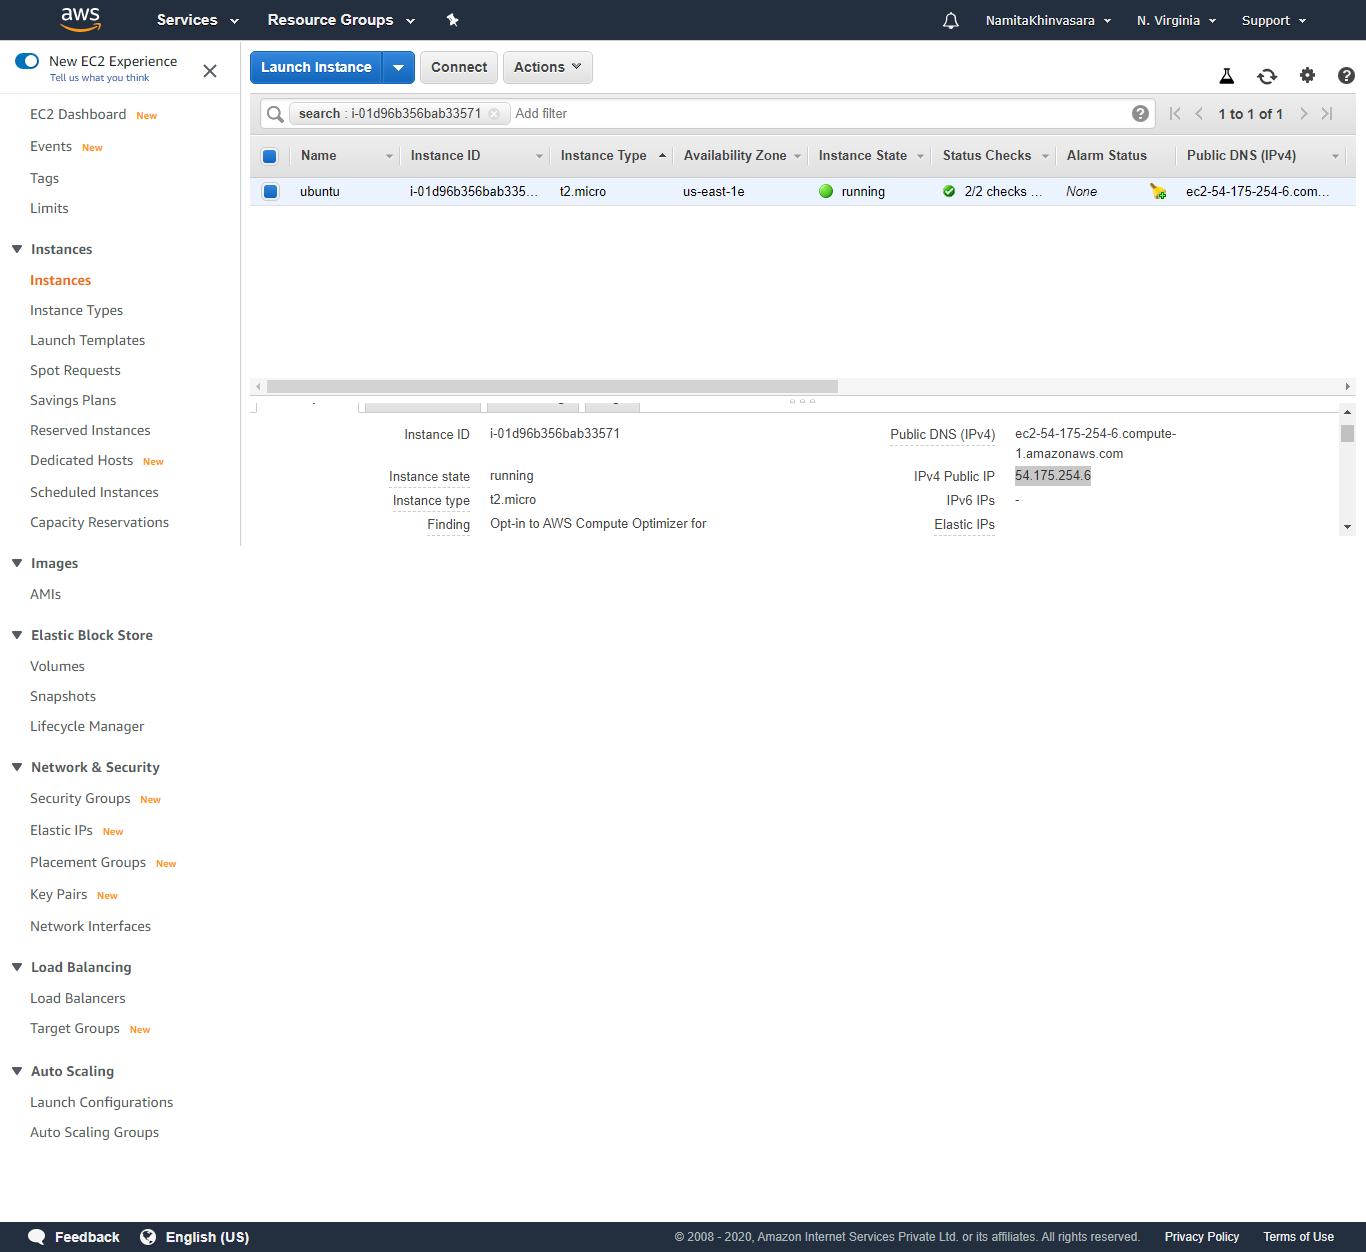 aws Services Resource Groups NamitaKhinvasara N. Virginia Support
New EC2 Experience
Tell us what you think
EC2 Dashboard New
Events New
Tags
Limits
Instances
Instances
Instance Types
Launch Templates
Spot Requests
Savings Plans
Reserved Instances
Dedicated Hosts New
Scheduled Instances
Capacity Reservations
Images
AMIs
Elastic Block Store
Volumes
Snapshots
Lifecycle Manager
Network & Security
Security Groups New
Elastic IPs New
Placement Groups New
Key Pairs New
Network Interfaces
Load Balancing
Load Balancers
Target Groups New
Auto Scaling
Launch Configurations
Auto Scaling Groups
Launch Instance Connect Actions
search : i-01d96b356bab33571 Add filter 1 to 1 of 1
Name Instance ID Instance Type Availability Zone Instance State Status Checks Alarm Status Public DNS (IPv4)
ubuntu i-01d96b356bab335... t2.micro us-east-1e running 2/2 checks ... None ec2-54-175-254-6.com...
Instance ID i-01d96b356bab33571
Instance state running
Instance type t2.micro
Finding Opt-in to AWS Compute Optimizer for
Public DNS (IPv4) ec2-54-175-254-6.compute-
1.amazonaws.com
IPv4 Public IP 54.175.254.6
IPv6 IPs -
Elastic IPs
Feedback English (US) © 2008 - 2020, Amazon Internet Services Private Ltd. or its affiliates. All rights reserved. Privacy Policy Terms of Use